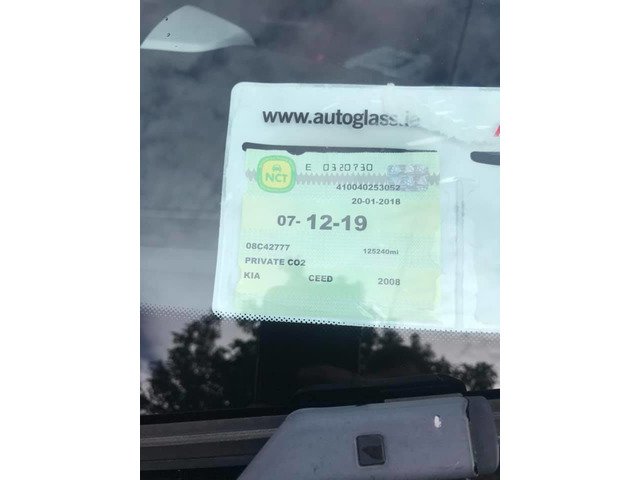 www.autoglass.ie
NCT
E 0320730
410040253052
20-01-2018
07-12-19
08C42777 125240mi
PRIVATE CO2
KIA CEED 2008